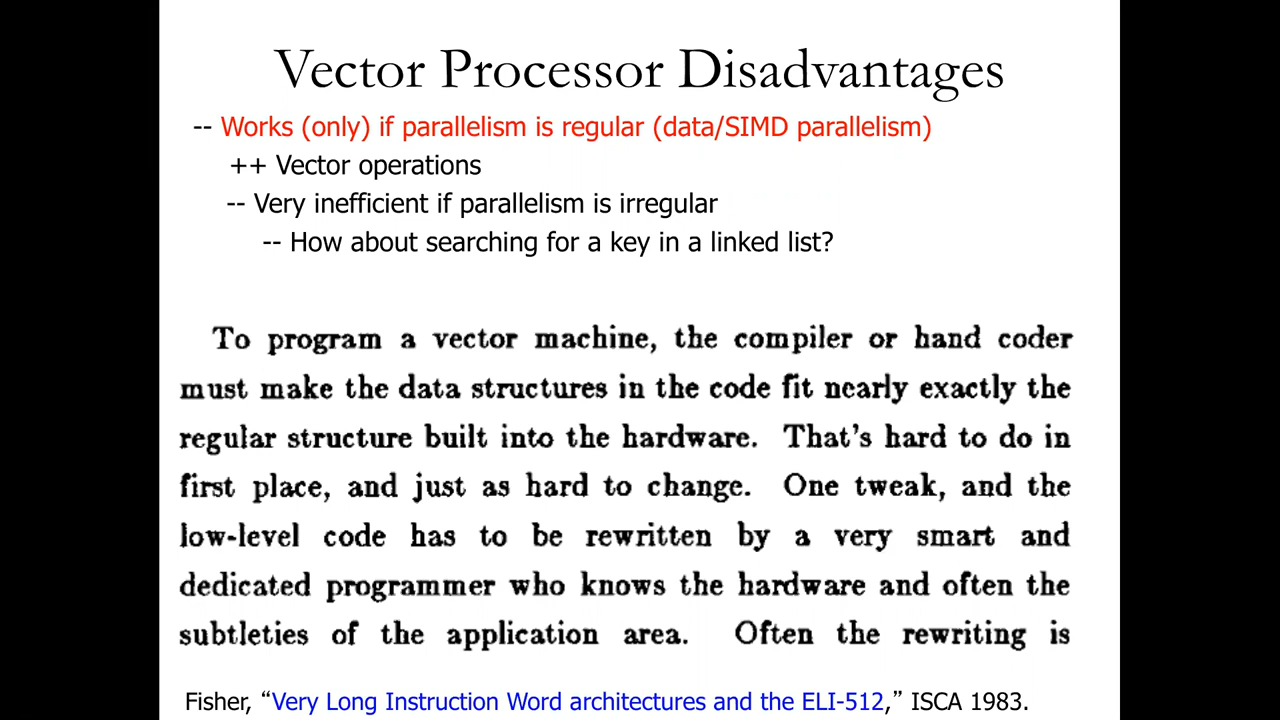 Vector Processor Disadvantages
-- Works (only) if parallelism is regular (data/SIMD parallelism)
++ Vector operations
-- Very inefficient if parallelism is irregular
-- How about searching for a key in a linked list?
To program a vector machine, the compiler or hand coder
must make the data structures in the code fit nearly exactly the
regular structure built into the hardware. That's hard to do in
first place, and just as hard to change. One tweak, and the
low-level code has to be rewritten by a very smart and
dedicated programmer who knows the hardware and often the
subtleties of the application area. Often the rewriting is
Fisher, “Very Long Instruction Word architectures and the ELI-512,” ISCA 1983.